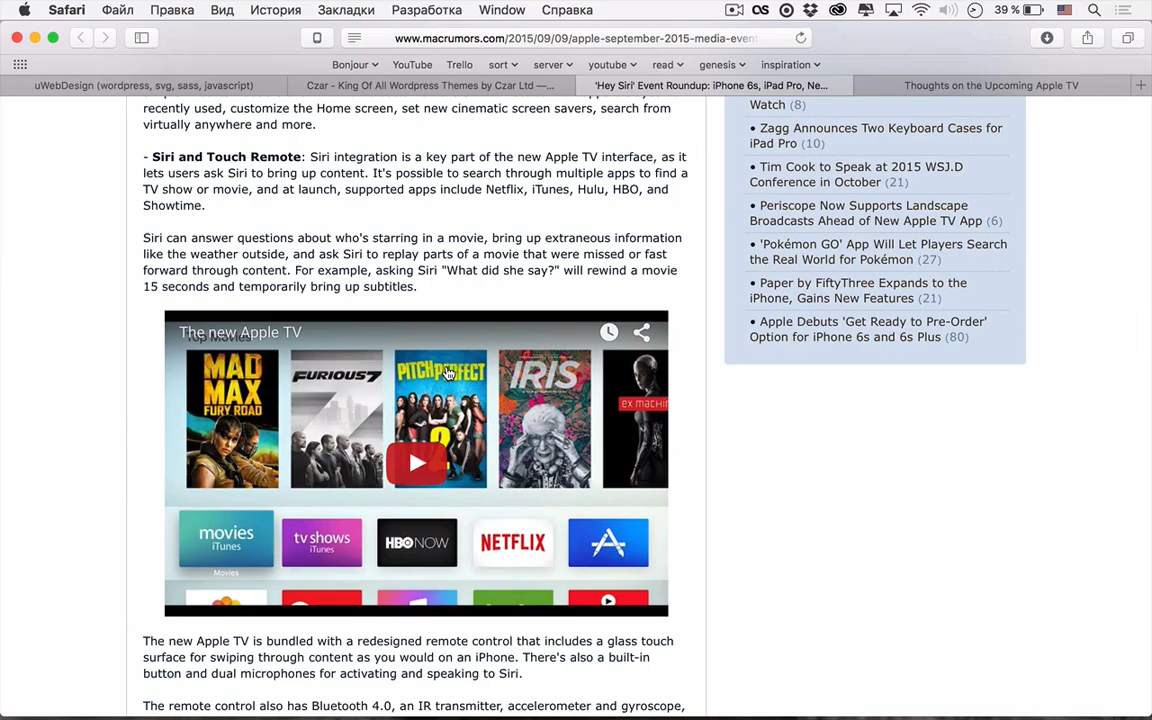 Safari Файл Правка Вид История Закладки Разработка Window Справка 39 %
www.macrumors.com/2015/09/09/apple-september-2015-media-even
Bonjour YouTube Trello sort server youtube read genesis inspiration
uWebDesign (wordpress, svg, sass, javascript) Czar - King Of All Wordpress Themes by Czar Ltd —... 'Hey Siri' Event Roundup: iPhone 6s, iPad Pro, Ne... Thoughts on the Upcoming Apple TV
recently used, customize the Home screen, set new cinematic screen savers, search from
virtually anywhere and more.
- Siri and Touch Remote: Siri integration is a key part of the new Apple TV interface, as it
lets users ask Siri to bring up content. It's possible to search through multiple apps to find a
TV show or movie, and at launch, supported apps include Netflix, iTunes, Hulu, HBO, and
Showtime.
Siri can answer questions about who's starring in a movie, bring up extraneous information
like the weather outside, and ask Siri to replay parts of a movie that were missed or fast
forward through content. For example, asking Siri "What did she say?" will rewind a movie
15 seconds and temporarily bring up subtitles.
The new Apple TV
Top Movies
MAD
MAX
FURY ROAD
FURIOUS 7
PITCH PERFECT
2
IRIS
ex machin
movies
iTunes
Movies
tv shows
iTunes
HBO NOW
NETFLIX
The new Apple TV is bundled with a redesigned remote control that includes a glass touch
surface for swiping through content as you would on an iPhone. There's also a built-in
button and dual microphones for activating and speaking to Siri.
The remote control also has Bluetooth 4.0, an IR transmitter, accelerometer and gyroscope,
Watch (8)
• Zagg Announces Two Keyboard Cases for
iPad Pro (10)
• Tim Cook to Speak at 2015 WSJ.D
Conference in October (21)
• Periscope Now Supports Landscape
Broadcasts Ahead of New Apple TV App (6)
• 'Pokémon GO' App Will Let Players Search
the Real World for Pokémon (27)
• Paper by FiftyThree Expands to the
iPhone, Gains New Features (21)
• Apple Debuts 'Get Ready to Pre-Order'
Option for iPhone 6s and 6s Plus (80)